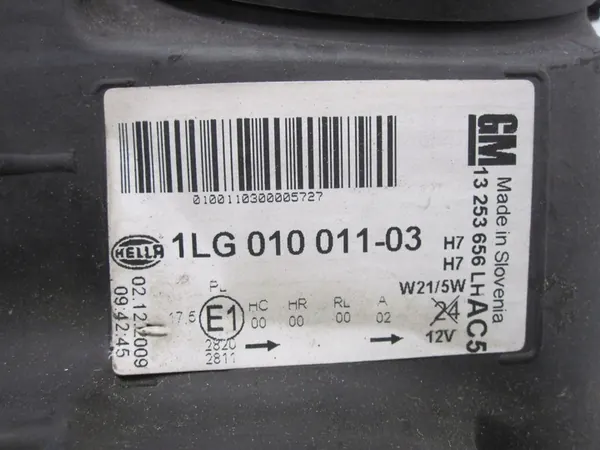 0100110300005727
HELLA
1LG 010 011-03
H7
H7
W21/5W
24
12V
PL
HC HR RL A
17.5 E1 00 00 00 02
2820
2811
02.12.2009
09:42:45
GM
13 253 656 LH AC5
Made in Slovenia